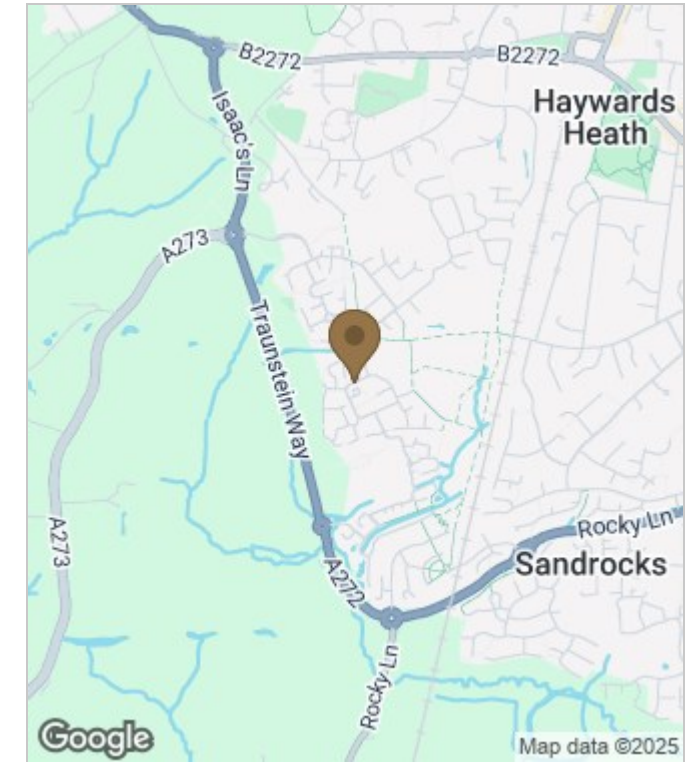 B2272
B2272
Haywards
Heath
Isaac's Ln
A273
Traunstein Way
A273
Rocky Ln
Sandrocks
A272
Rocky Ln
Google
Map data ©2025